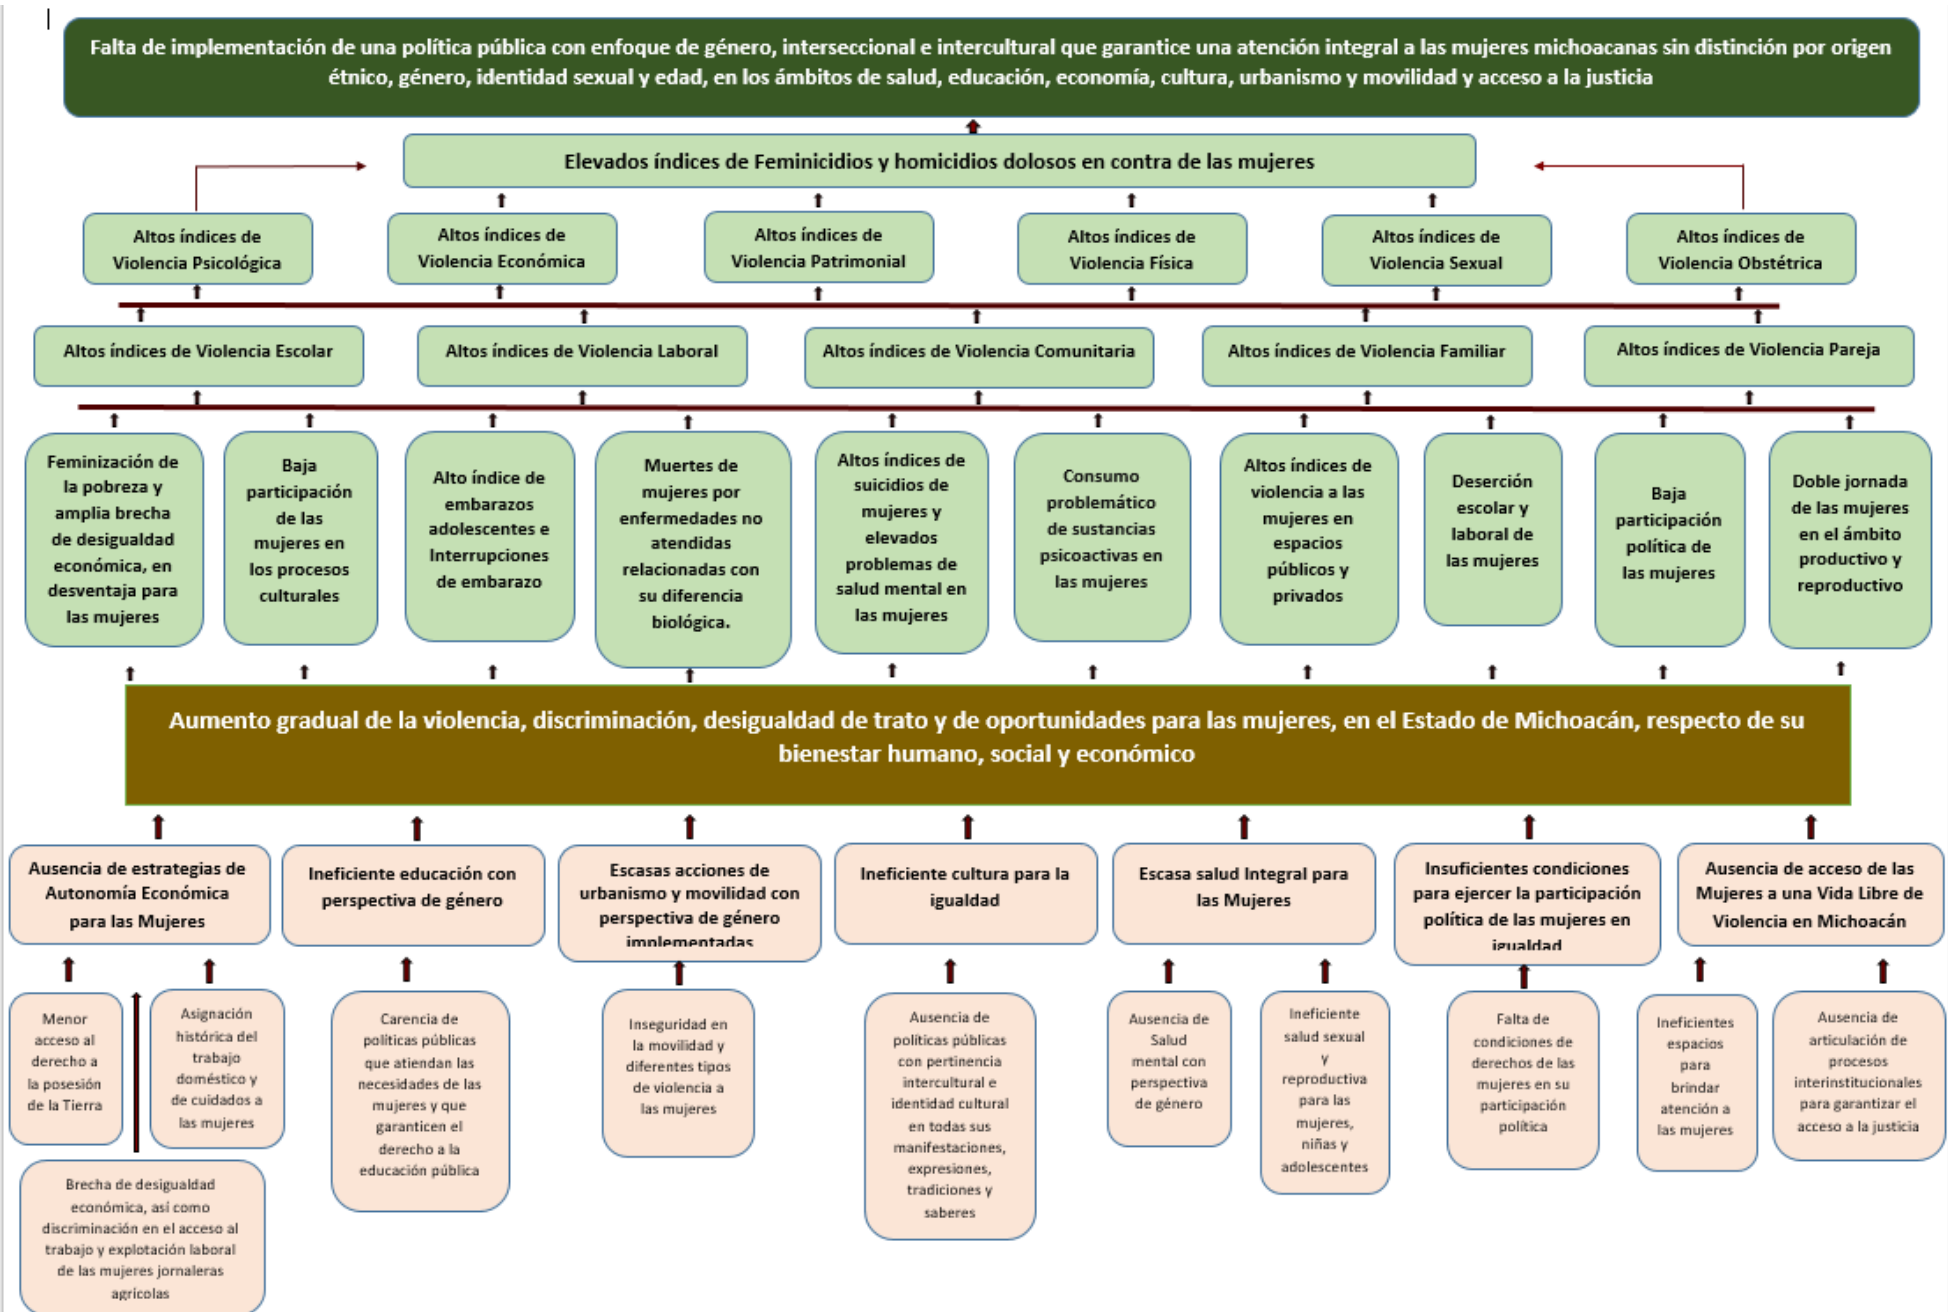 Falta de implementación de una política pública con enfoque de género, interseccional e intercultural que garantice una atención integral a las mujeres michoacanas sin distinción por origen
étnico, género, identidad sexual y edad, en los ámbitos de salud, educación, economía, cultura, urbanismo y movilidad y acceso a la justicia
Elevados índices de Feminicidios y homicidios dolosos en contra de las mujeres
Altos índices de
Violencia Psicológica
Altos índices de
Violencia Económica
Altos índices de
Violencia Patrimonial
Altos índices de
Violencia Física
Altos índices de
Violencia Sexual
Altos índices de
Violencia Obstétrica
Altos índices de Violencia Escolar
Altos índices de Violencia Laboral
Altos índices de Violencia Comunitaria
Altos índices de Violencia Familiar
Altos índices de Violencia Pareja
Feminización de
la pobreza y
amplia brecha
de desigualdad
económica, en
desventaja para
las mujeres
Baja
participación
de las
mujeres en
los procesos
culturales
Alto índice de
embarazos
adolescentes e
Interrupciones
de embarazo
Muertes de
mujeres por
enfermedades no
atendidas
relacionadas con
su diferencia
biológica.
Altos índices de
suicidios de
mujeres y
elevados
problemas de
salud mental en
las mujeres
Consumo
problemático
de sustancias
psicoactivas en
las mujeres
Altos índices de
violencia a las
mujeres en
espacios
públicos y
privados
Deserción
escolar y
laboral de
las mujeres
Baja
participación
política de
las mujeres
Doble jornada
de las mujeres
en el ámbito
productivo y
reproductivo
Aumento gradual de la violencia, discriminación, desigualdad de trato y de oportunidades para las mujeres, en el Estado de Michoacán, respecto de su
bienestar humano, social y económico
Ausencia de estrategias de
Autonomía Económica
para las Mujeres
Ineficiente educación con
perspectiva de género
Escasas acciones de
urbanismo y movilidad con
perspectiva de género
implementadas
Ineficiente cultura para la
igualdad
Escasa salud Integral para
las Mujeres
Insuficientes condiciones
para ejercer la participación
política de las mujeres en
igualdad
Ausencia de acceso de las
Mujeres a una Vida Libre de
Violencia en Michoacán
Menor
acceso al
derecho a
la posesión
de la Tierra
Asignación
histórica del
trabajo
doméstico y
de cuidados a
las mujeres
Carencia de
políticas públicas
que atiendan las
necesidades de las
mujeres y que
garanticen el
derecho a la
educación pública
Inseguridad en
la movilidad y
diferentes tipos
de violencia a
las mujeres
Ausencia de
políticas públicas
con pertinencia
intercultural e
identidad cultural
en todas sus
manifestaciones,
expresiones,
tradiciones y
saberes
Ausencia de
Salud
mental con
perspectiva
de género
Ineficiente
salud sexual
y
reproductiva
para las
mujeres,
niñas y
adolescentes
Falta de
condiciones de
derechos de las
mujeres en su
participación
política
Ineficientes
espacios
para
brindar
atención a
las mujeres
Ausencia de
articulación de
procesos
interinstitucionales
para garantizar el
acceso a la justicia
Brecha de desigualdad
económica, así como
discriminación en el acceso al
trabajo y explotación laboral
de las mujeres jornaleras
agrícolas